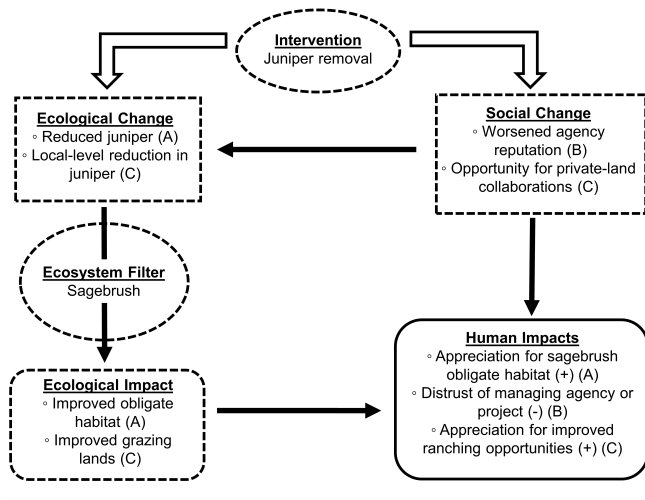 Intervention
Juniper removal
Ecological Change
◦ Reduced juniper (A)
◦ Local-level reduction in
juniper (C)
Social Change
◦ Worsened agency
reputation (B)
◦ Opportunity for private-land
collaborations (C)
Ecosystem Filter
Sagebrush
Ecological Impact
◦ Improved obligate
habitat (A)
◦ Improved grazing
lands (C)
Human Impacts
◦ Appreciation for sagebrush
obligate habitat (+) (A)
◦ Distrust of managing agency or
project (-) (B)
◦ Appreciation for improved
ranching opportunities (+) (C)